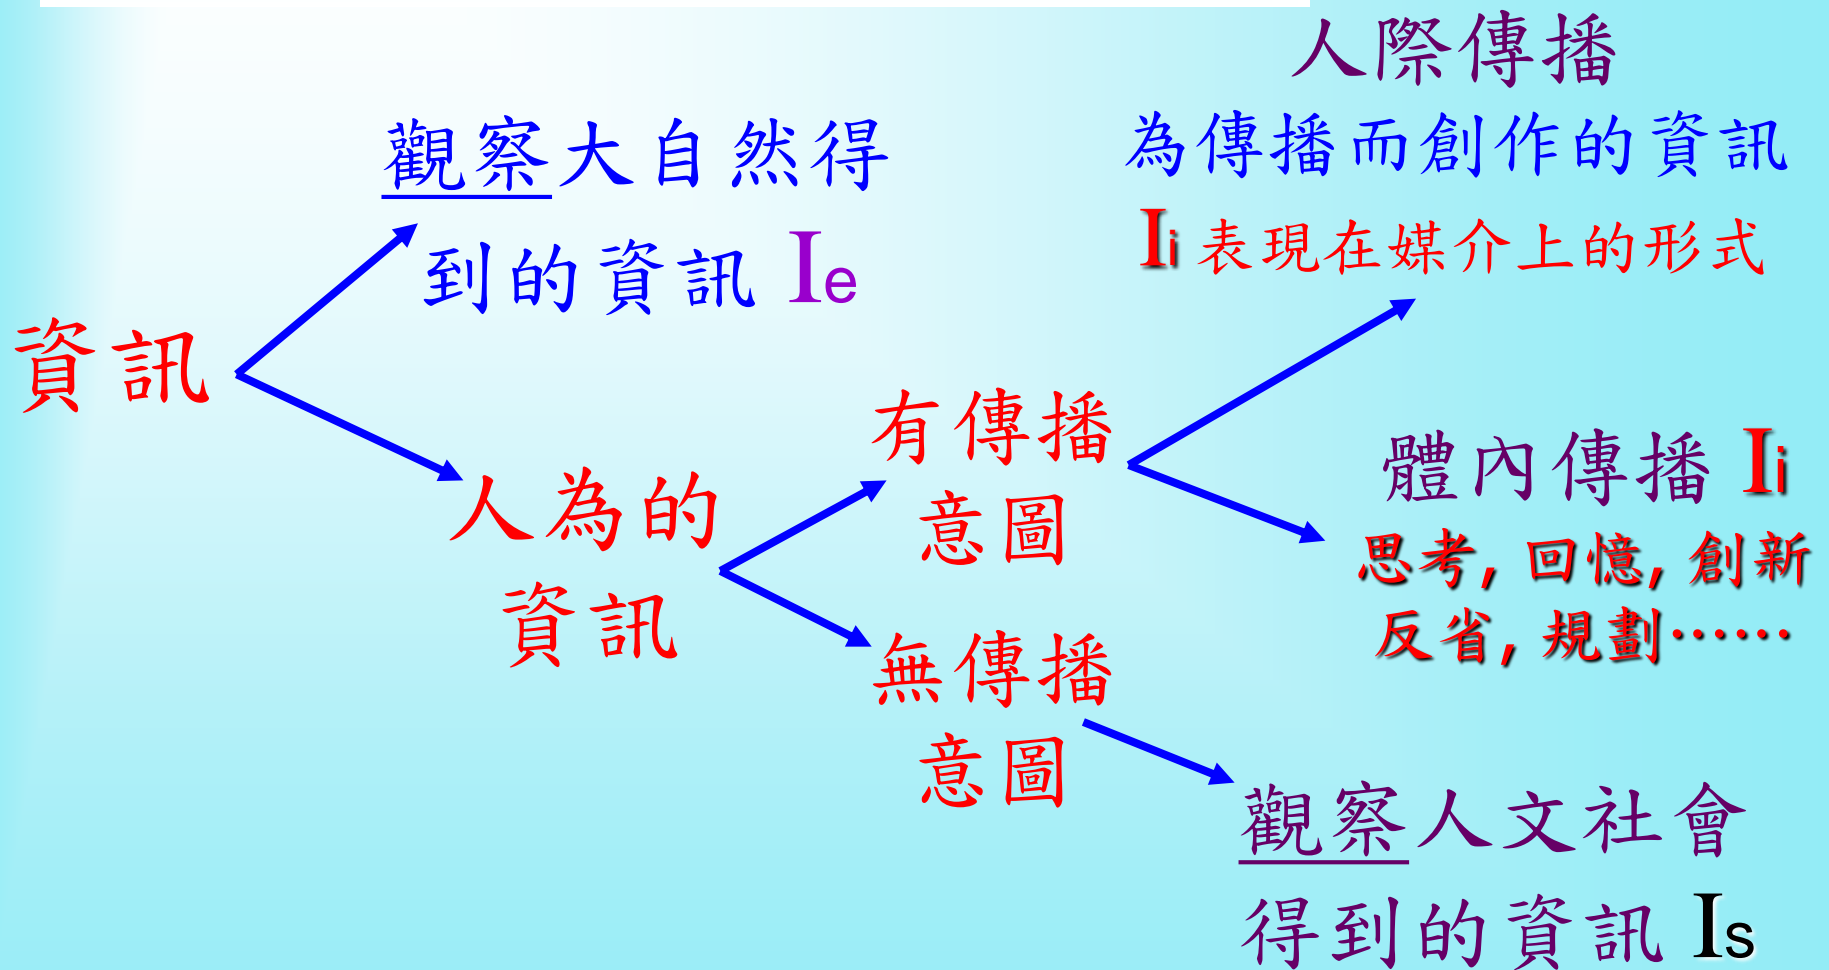 資訊
觀察大自然得
到的資訊 Ie
人為的
資訊
有傳播
意圖
無傳播
意圖
人際傳播
為傳播而創作的資訊
Ii 表現在媒介上的形式
體內傳播 Ii
思考, 回憶, 創新
反省, 規劃……
觀察人文社會
得到的資訊 Is